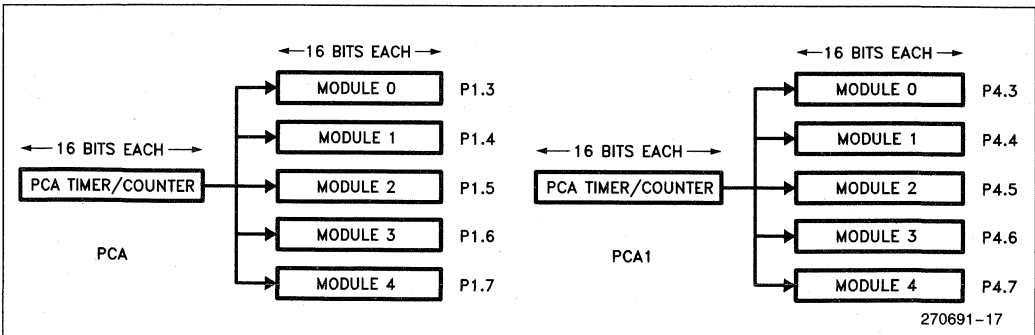 16 BITS EACH
MODULE 0 P1.3
MODULE 1 P1.4
16 BITS EACH
PCA TIMER/COUNTER
MODULE 2 P1.5
MODULE 3 P1.6
PCA
MODULE 4 P1.7
16 BITS EACH
MODULE 0 P4.3
MODULE 1 P4.4
16 BITS EACH
PCA TIMER/COUNTER
MODULE 2 P4.5
MODULE 3 P4.6
PCA1
MODULE 4 P4.7
270691-17